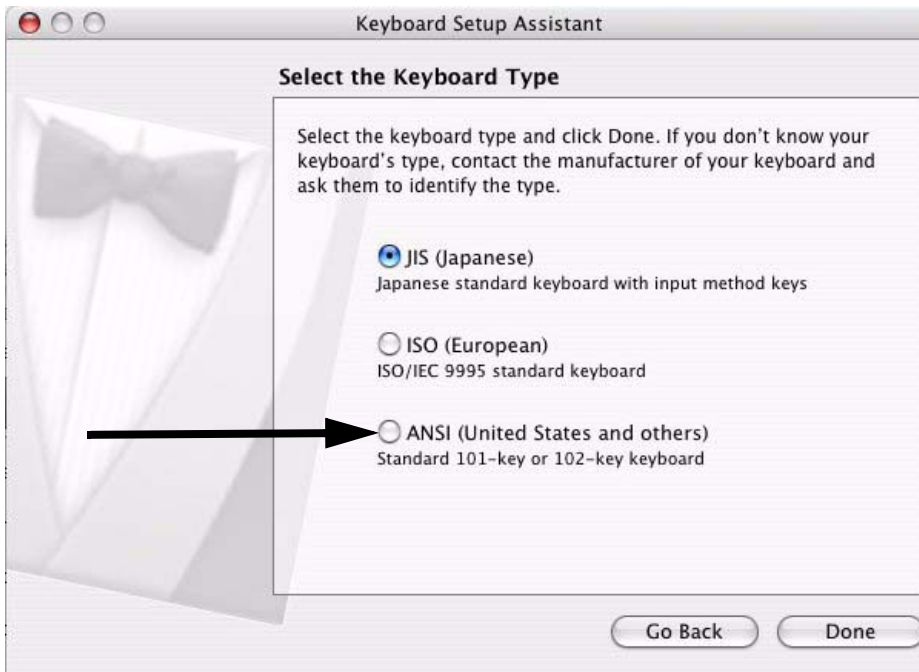 Keyboard Setup Assistant
Select the Keyboard Type
Select the keyboard type and click Done. If you don’t know your
keyboard’s type, contact the manufacturer of your keyboard and
ask them to identify the type.
JIS (Japanese)
Japanese standard keyboard with input method keys
ISO (European)
ISO/IEC 9995 standard keyboard
ANSI (United States and others)
Standard 101-key or 102-key keyboard
Go Back
Done